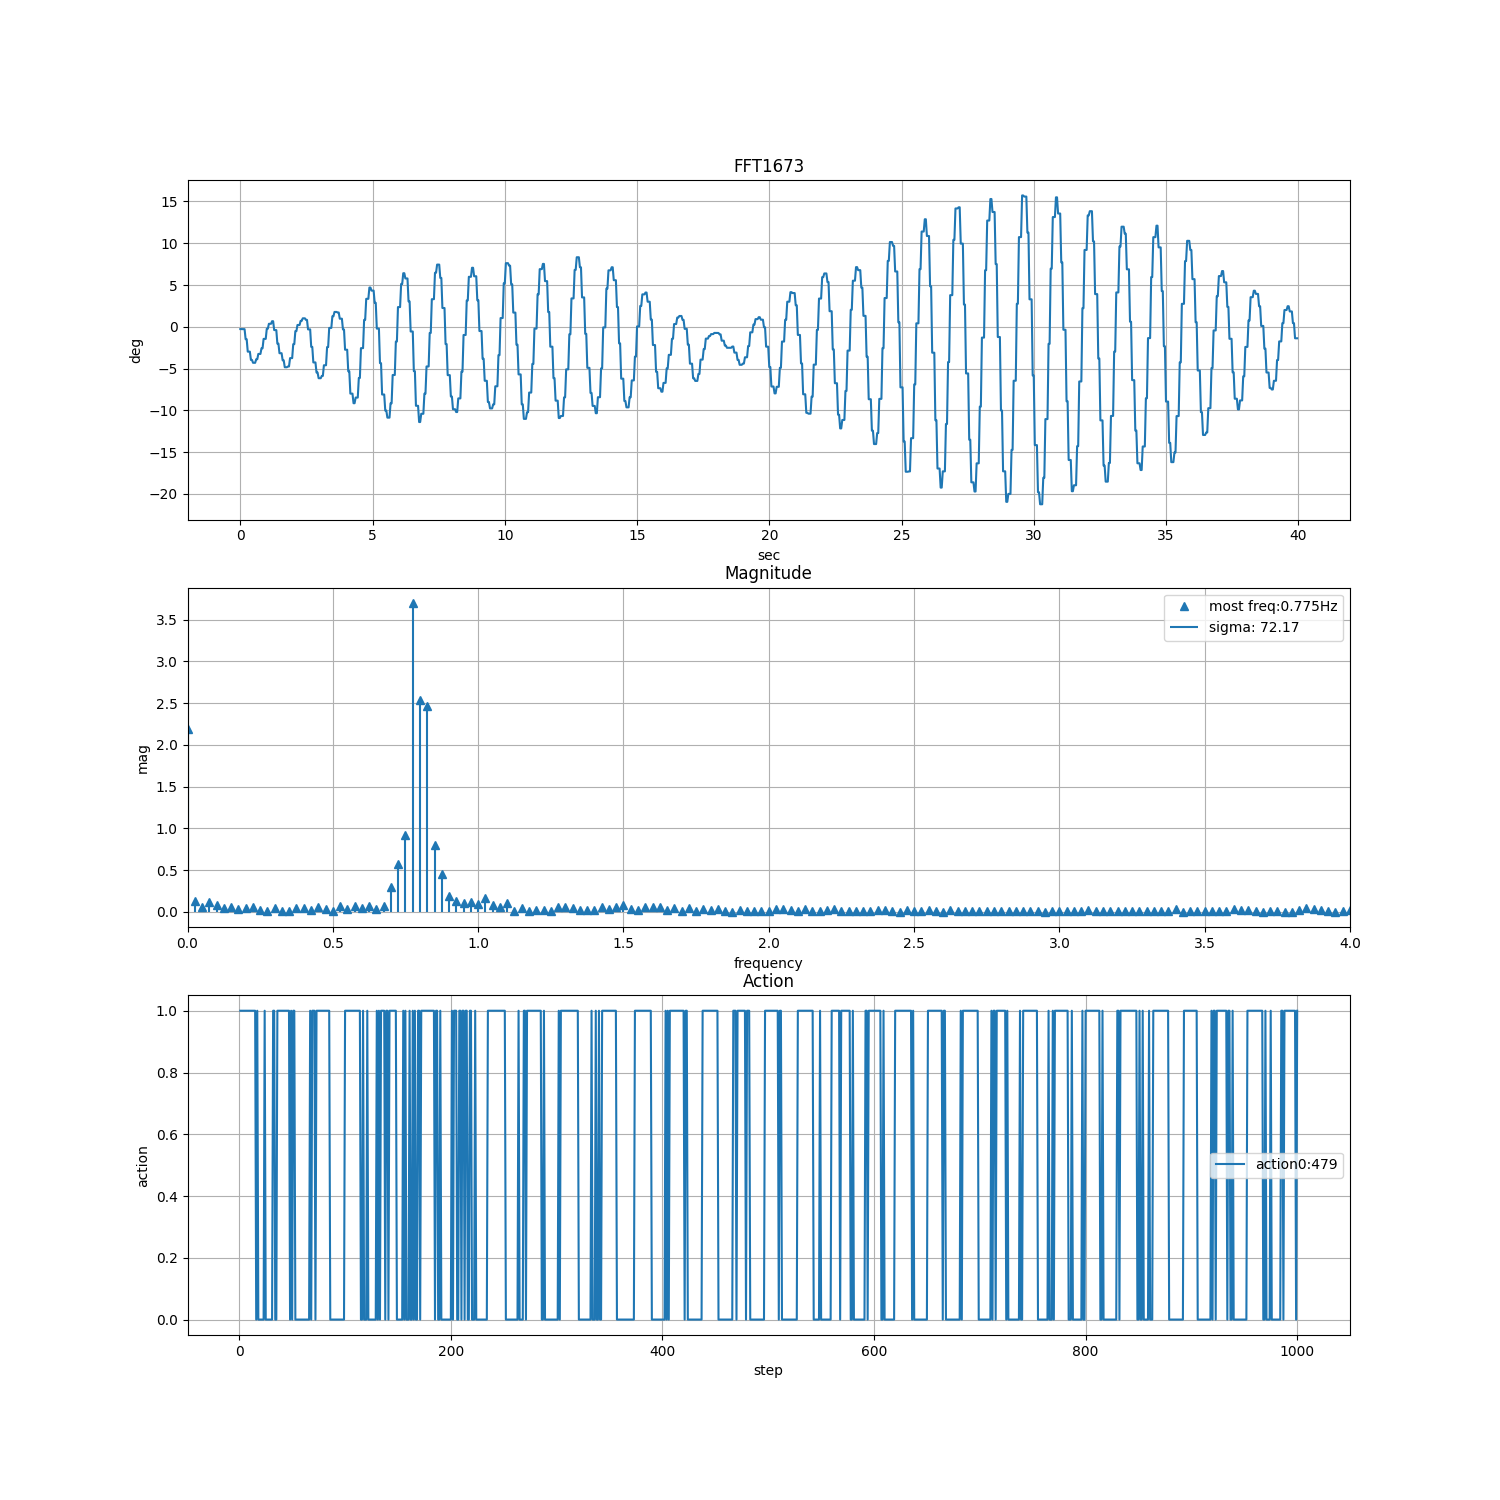 FFT1673
15
10
5
0
−5
−10
−15
−20
deg
0 5 10 15 20 25 30 35 40
sec
Magnitude
most freq:0.775Hz
sigma: 72.17
3.5
3.0
2.5
2.0
1.5
1.0
0.5
0.0
mag
0.0 0.5 1.0 1.5 2.0 2.5 3.0 3.5 4.0
frequency
Action
1.0
0.8
0.6
0.4
0.2
0.0
action
action0:479
0 200 400 600 800 1000
step